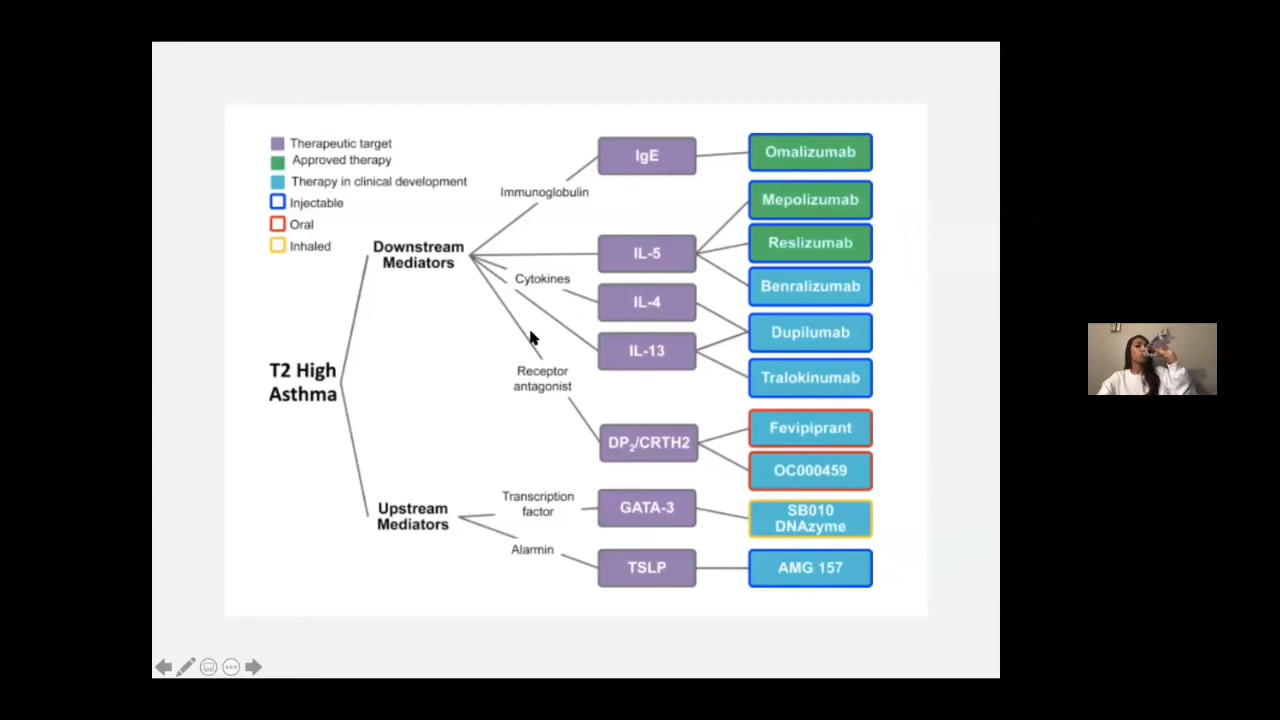 Therapeutic target
Approved therapy
Therapy in clinical development
Injectable
Oral
Inhaled
T2 High
Asthma
Downstream
Mediators
Upstream
Mediators
Immunoglobulin
Cytokines
Receptor
antagonist
Transcription
factor
Alarmin
IgE
IL-5
IL-4
IL-13
DP₂/CRTH2
GATA-3
TSLP
Omalizumab
Mepolizumab
Reslizumab
Benralizumab
Dupilumab
Tralokinumab
Fevipiprant
OC000459
SB010
DNAzyme
AMG 157